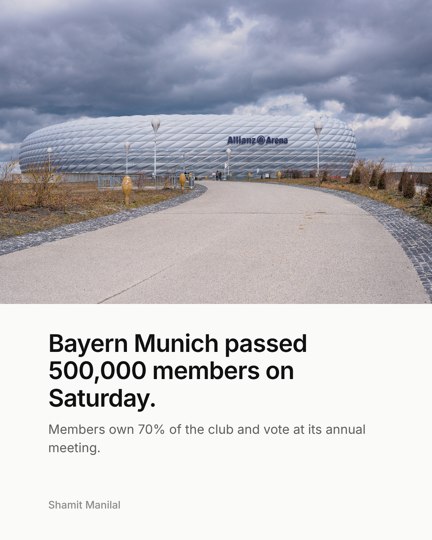 Allianz Arena
Bayern Munich passed
500,000 members on
Saturday.
Members own 70% of the club and vote at its annual
meeting.
Shamit Manilal